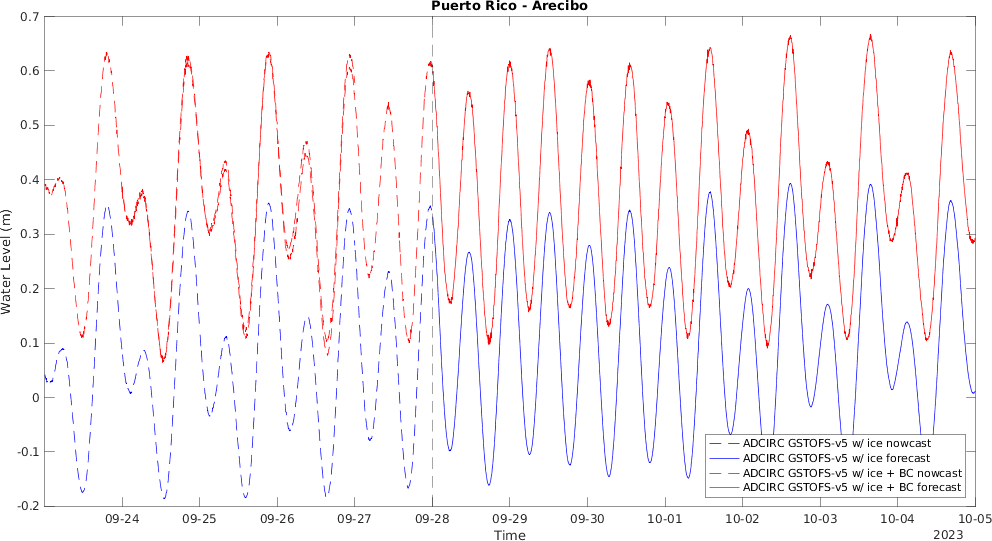 Puerto Rico - Arecibo
0.7
0.6
0.5
0.4
0.3
0.2
0.1
0
-0.1
-0.2
Water Level (m)
ADCIRC GSTOFS-v5 w/ ice nowcast
ADCIRC GSTOFS-v5 w/ ice forecast
ADCIRC GSTOFS-v5 w/ ice + BC nowcast
ADCIRC GSTOFS-v5 w/ ice + BC forecast
09-24 09-25 09-26 09-27 09-28 09-29 09-30 10-01 10-02 10-03 10-04 10-05
Time
2023